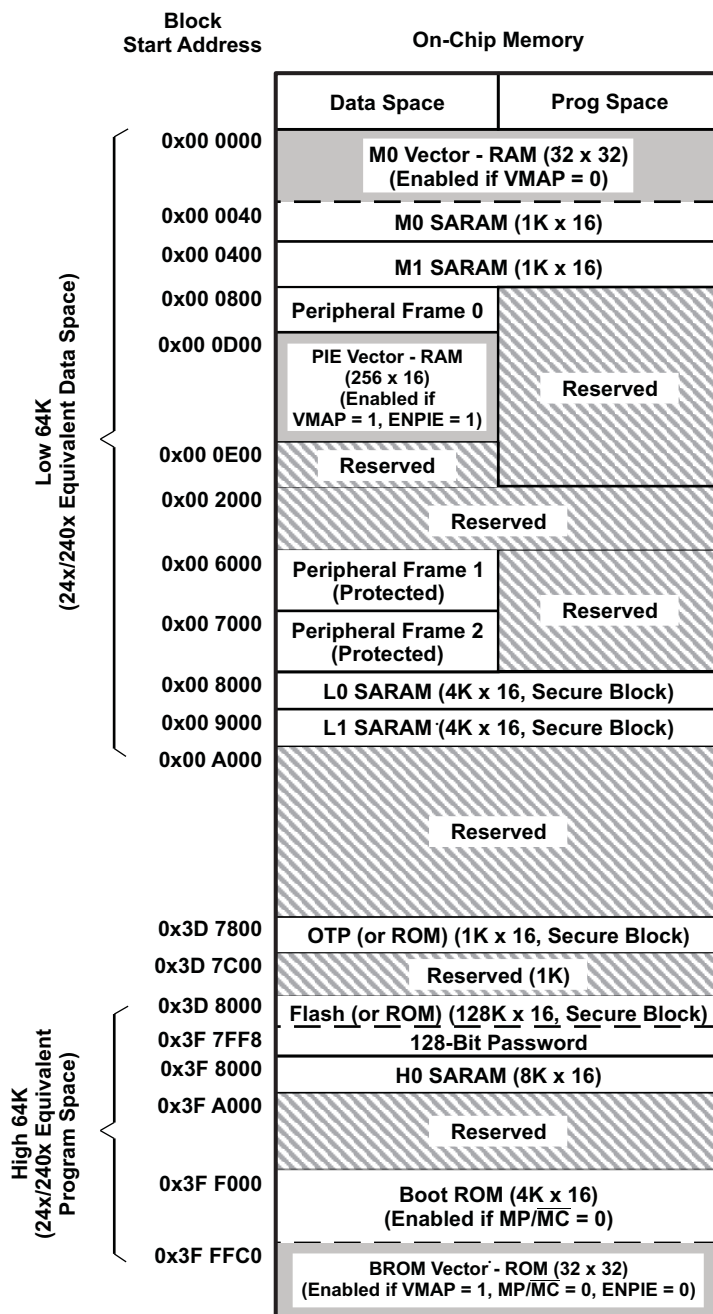 Block
Start Address
On-Chip Memory
Data Space
Prog Space
Low 64K
(24x/240x Equivalent Data Space)
0x00 0000
M0 Vector - RAM (32 x 32)
(Enabled if VMAP = 0)
0x00 0040
M0 SARAM (1K x 16)
0x00 0400
M1 SARAM (1K x 16)
0x00 0800
Peripheral Frame 0
Reserved
0x00 0D00
PIE Vector - RAM
(256 x 16)
(Enabled if
VMAP = 1, ENPIE = 1)
0x00 0E00
Reserved
0x00 2000
Reserved
0x00 6000
Peripheral Frame 1
(Protected)
Reserved
0x00 7000
Peripheral Frame 2
(Protected)
0x00 8000
L0 SARAM (4K x 16, Secure Block)
0x00 9000
L1 SARAM (4K x 16, Secure Block)
0x00 A000
Reserved
0x3D 7800
OTP (or ROM) (1K x 16, Secure Block)
0x3D 7C00
Reserved (1K)
High 64K
(24x/240x Equivalent
Program Space)
0x3D 8000
Flash (or ROM) (128K x 16, Secure Block)
0x3F 7FF8
128-Bit Password
0x3F 8000
H0 SARAM (8K x 16)
0x3F A000
Reserved
0x3F F000
Boot ROM (4K x 16)
(Enabled if MP/M̅C̅ = 0)
0x3F FFC0
BROM Vector - ROM (32 x 32)
(Enabled if VMAP = 1, MP/M̅C̅ = 0, ENPIE = 0)